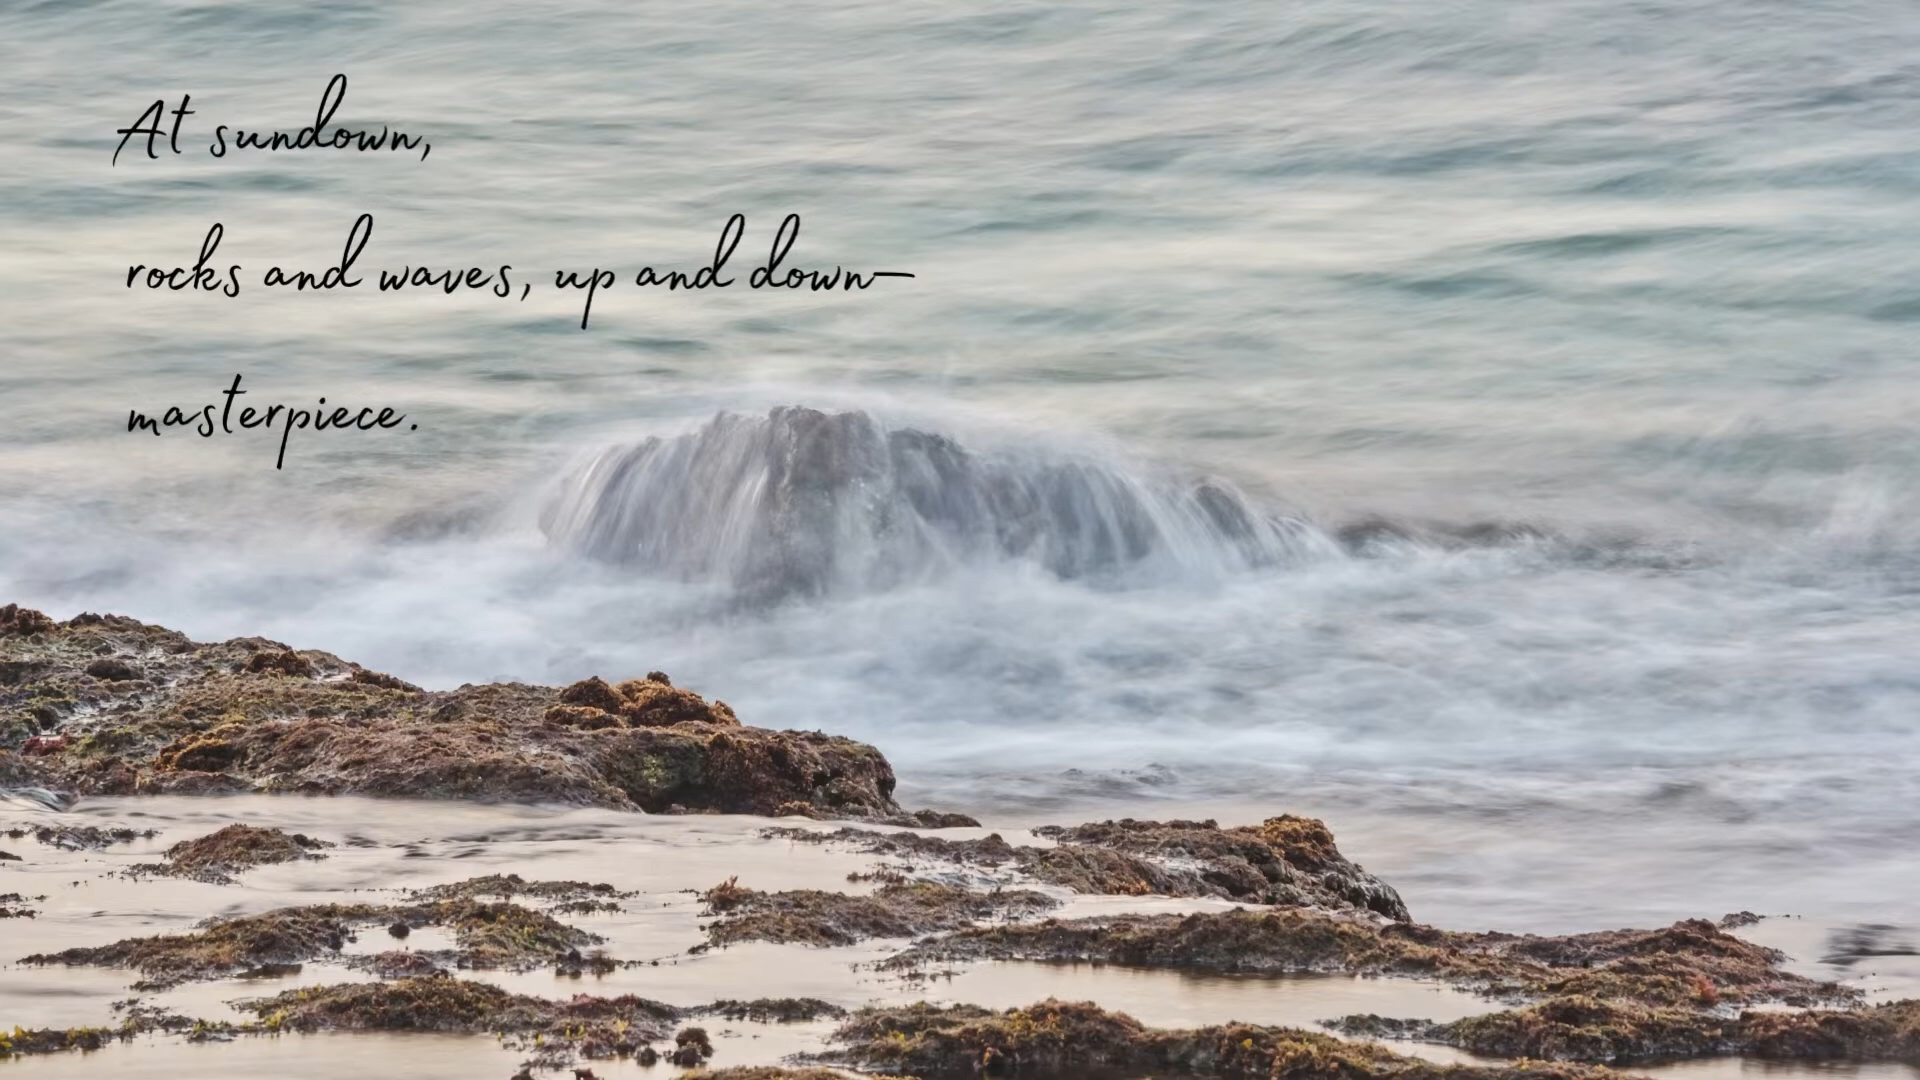 At sundown,
rocks and waves, up and down—
masterpiece.